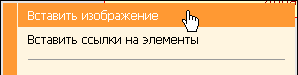 Вставить изображение
Вставить ссылки на элементы